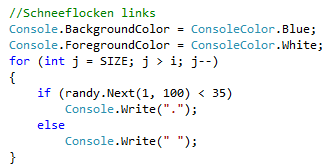 //Schneeflocken links
Console.BackgroundColor = ConsoleColor.Blue;
Console.ForegroundColor = ConsoleColor.White;
for (int j = SIZE; j > i; j--)
{
    if (randy.Next(1, 100) < 35)
        Console.Write(".");
    else
        Console.Write(" ");
}